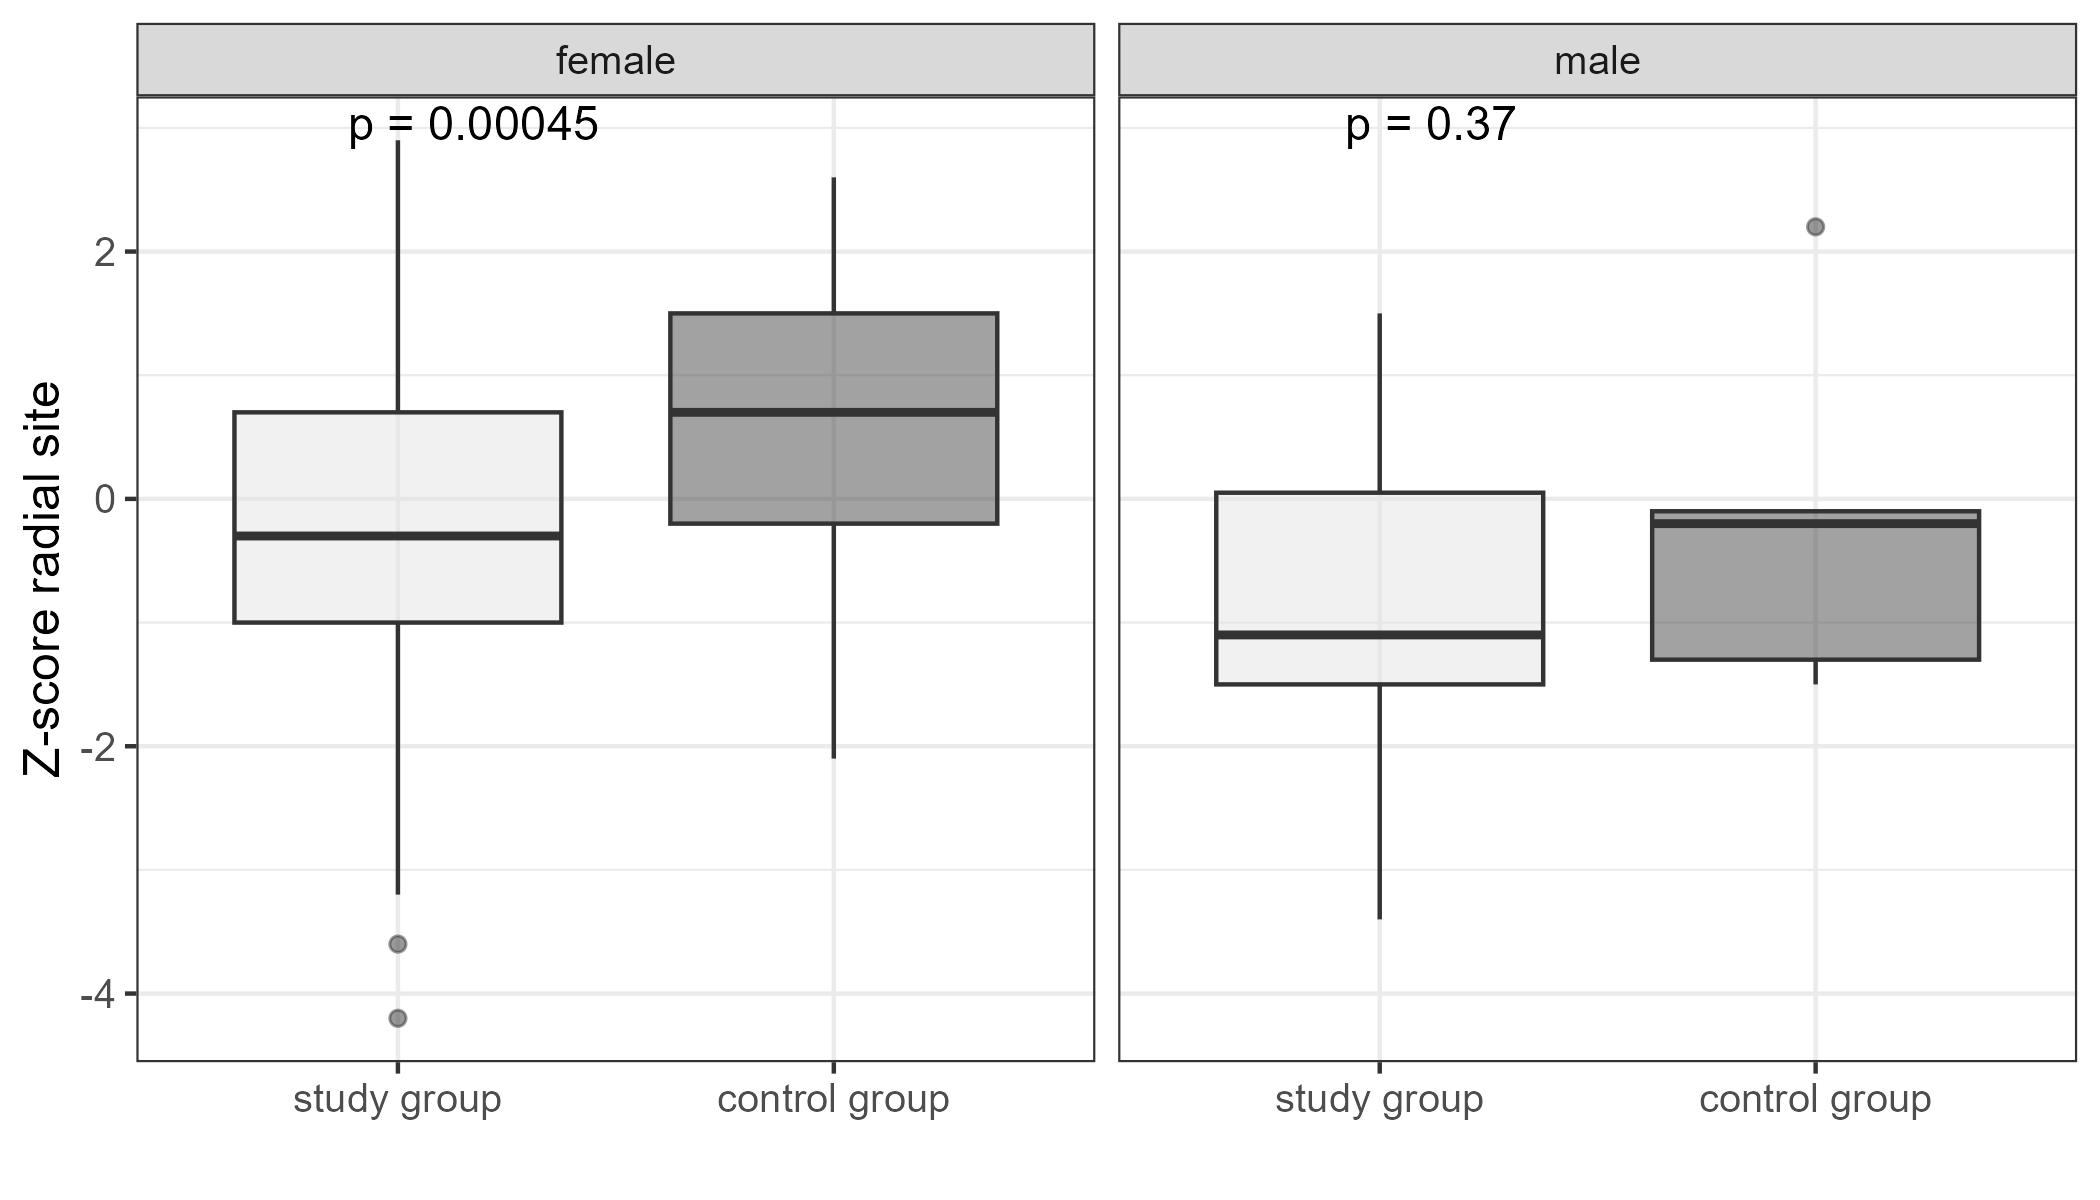 female
male
p = 0.00045
p = 0.37
Z-score radial site
2
0
-2
-4
study group
control group
study group
control group